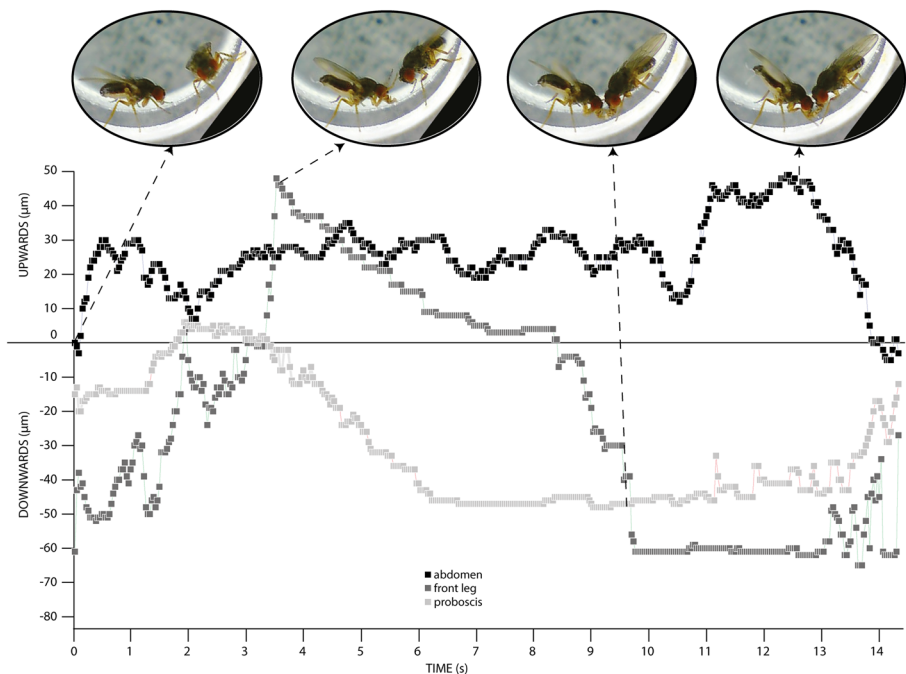 50
40
30
20
10
0
-10
-20
-30
-40
-50
-60
-70
-80
UPWARDS (µm)
DOWNWARDS (µm)
abdomen
front leg
proboscis
0 1 2 3 4 5 6 7 8 9 10 11 12 13 14
TIME (s)